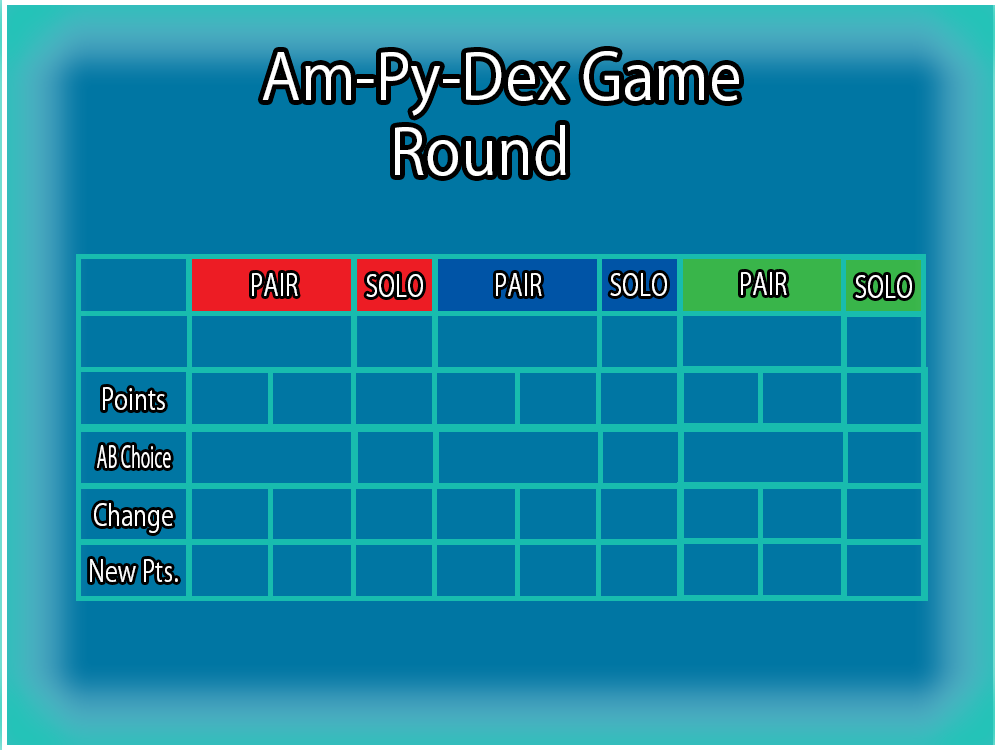 Am-Py-Dex Game
Round
PAIR SOLO PAIR SOLO PAIR SOLO
Points
AB Choice
Change
New Pts.